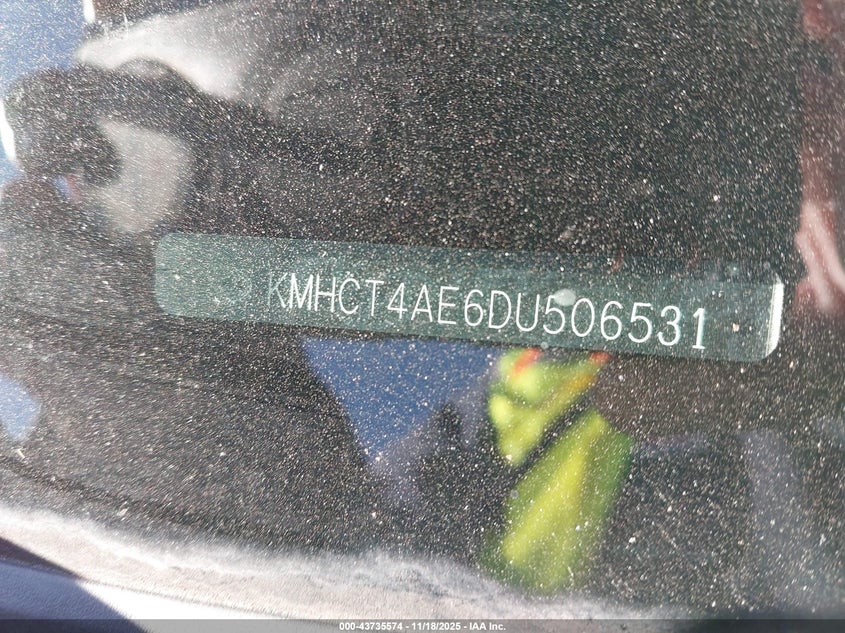 KMHCT4AE6DU506531
000-43735574 • 11/18/2025 - IAA Inc.